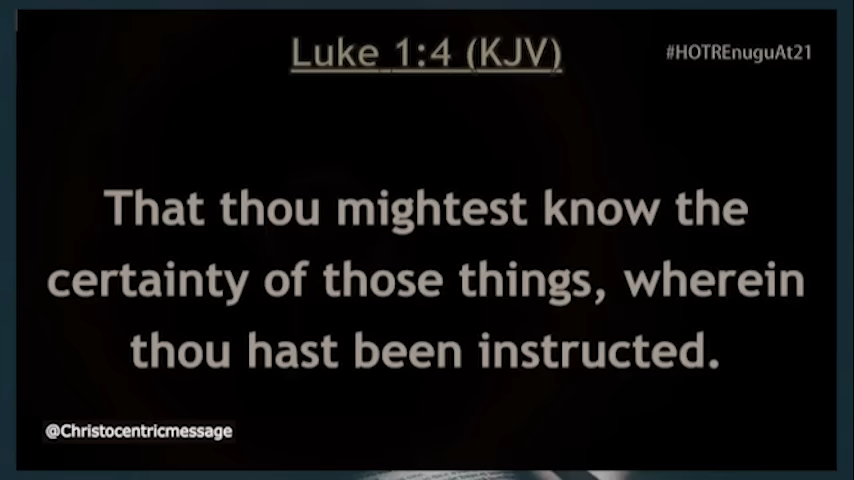 Luke 1:4 (KJV)
#HOTREnuguAt21
That thou mightest know the
certainty of those things, wherein
thou hast been instructed.
@Christocentricmessage